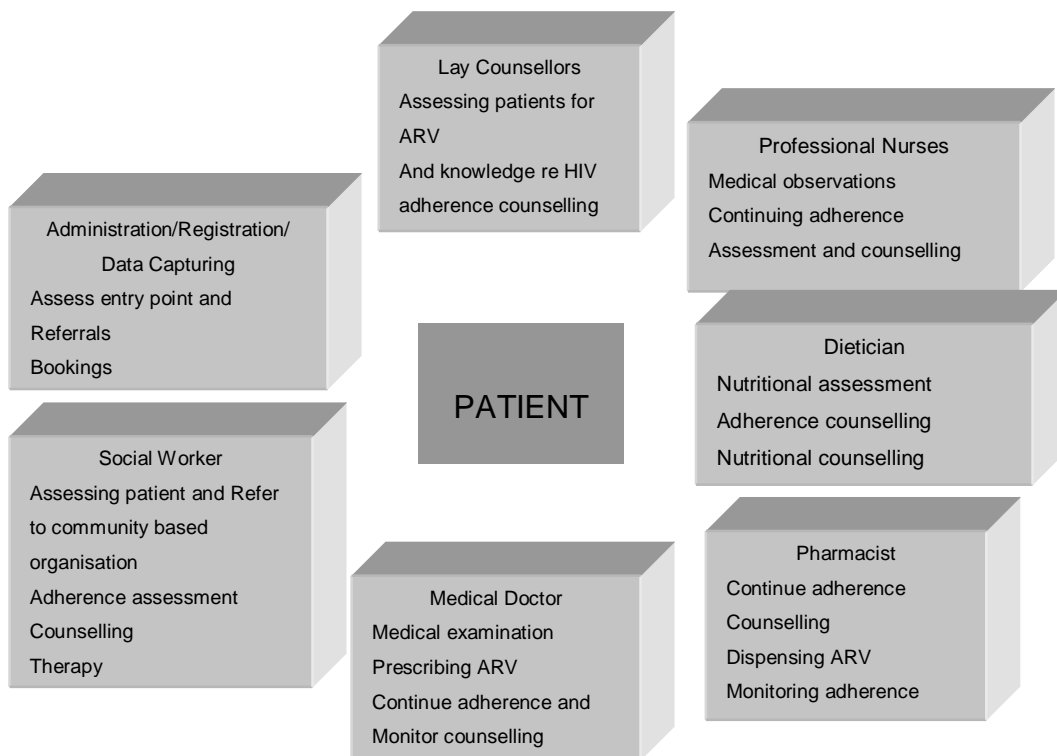 Lay Counsellors
Assessing patients for
ARV
And knowledge re HIV
adherence counselling
Professional Nurses
Medical observations
Continuing adherence
Assessment and counselling
Administration/Registration/
Data Capturing
Assess entry point and
Referrals
Bookings
PATIENT
Dietician
Nutritional assessment
Adherence counselling
Nutritional counselling
Social Worker
Assessing patient and Refer
to community based
organisation
Adherence assessment
Counselling
Therapy
Medical Doctor
Medical examination
Prescribing ARV
Continue adherence and
Monitor counselling
Pharmacist
Continue adherence
Counselling
Dispensing ARV
Monitoring adherence